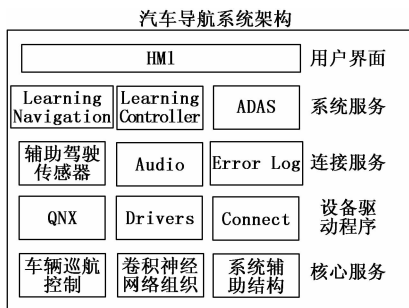 汽车导航系统架构
HMl
用户界面
Learning
Navigation
Learning
Controller
ADAS
系统服务
辅助驾驶
传感器
Audio
Error Log
连接服务
QNX
Drivers
Connect
设备驱
动程序
车辆巡航
控制
卷积神经
网络组织
系统辅
助结构
核心服务